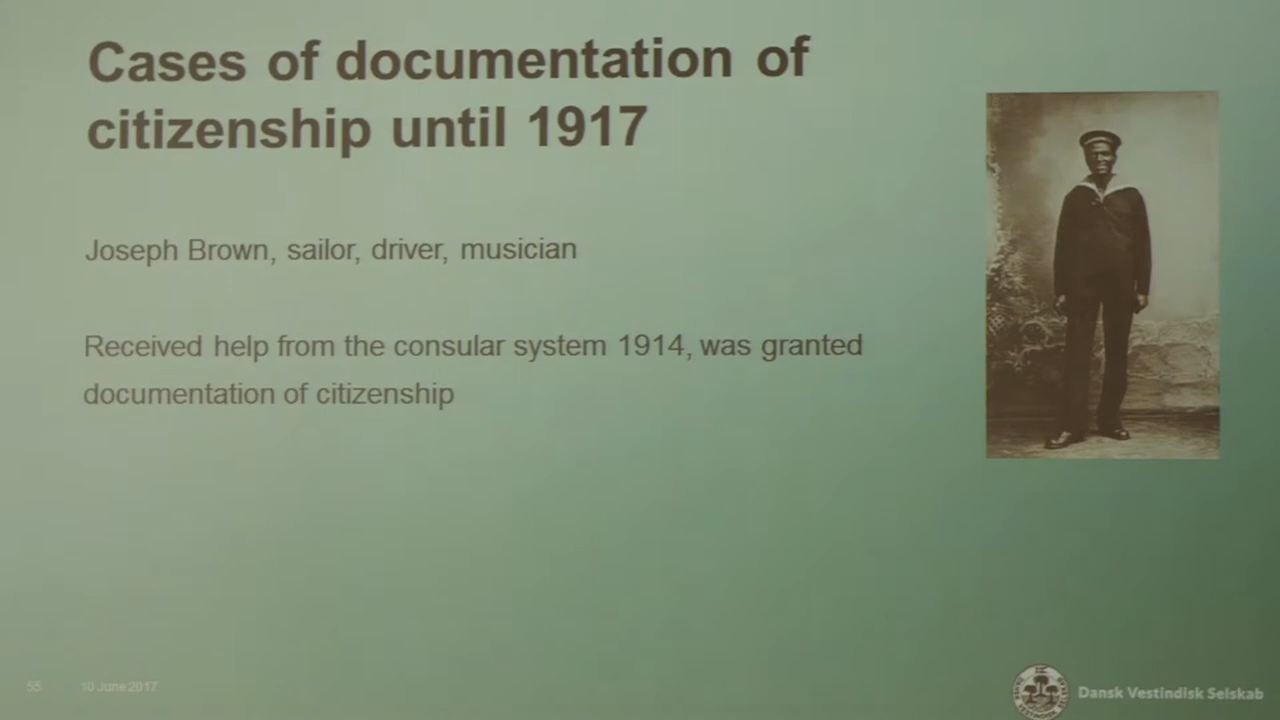 Cases of documentation of
citizenship until 1917
Joseph Brown, sailor, driver, musician
Received help from the consular system 1914, was granted
documentation of citizenship
55 10 June 2017
Dansk Vestindisk Selskab